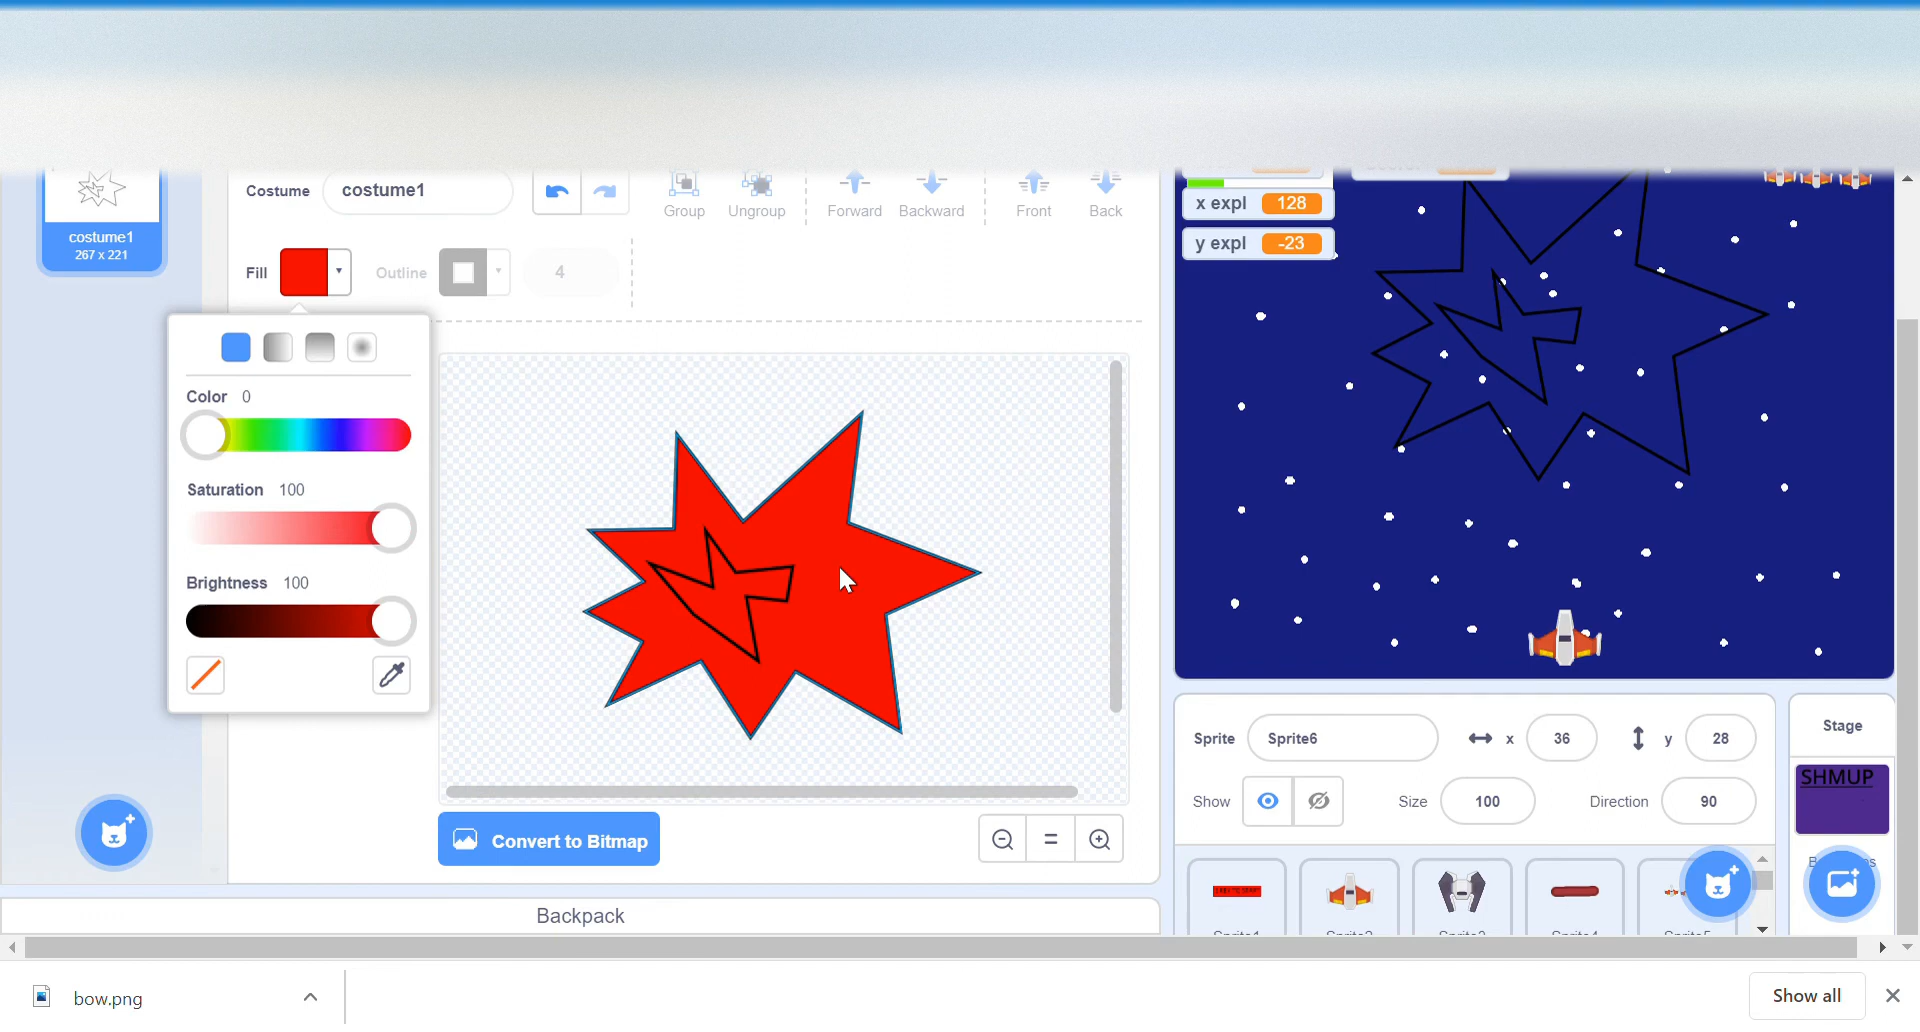 Costume
costume1
Group
Ungroup
Forward
Backward
Front
Back
costume1
267 x 221
Fill
Outline
4
Color 0
Saturation 100
Brightness 100
Convert to Bitmap
Backpack
x expl 128
y expl -23
Sprite
Sprite6
x
36
y
28
Show
Size
100
Direction
90
Stage
SHMUP
bow.png
Show all